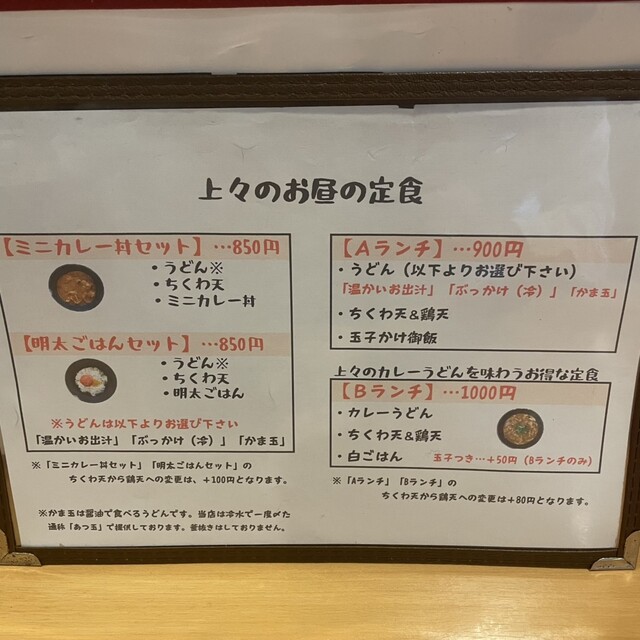 上々のお昼の定食
【ミニカレー丼セット】…850円
・うどん※
・ちくわ天
・ミニカレー丼
【明太ごはんセット】…850円
・うどん※
・ちくわ天
・明太ごはん
※うどんは以下よりお選び下さい
「温かいお出汁」「ぶっかけ（冷）」「かま玉」
※「ミニカレー丼セット」「明太ごはんセット」の
ちくわ天から鶏天への変更は、+100円となります。
※かま玉は醤油で食べるうどんです。当店は冷水で一度〆た
通称「あつ玉」で提供しております。釜抜きはしておりません。
【Aランチ】…900円
・うどん（以下よりお選び下さい）
「温かいお出汁」「ぶっかけ（冷）」「かま玉」
・ちくわ天&鶏天
・玉子かけ御飯
上々のカレーうどんを味わうお得な定食
【Bランチ】…1000円
・カレーうどん
・ちくわ天&鶏天
・白ごはん 玉子つき…+50円（Bランチのみ）
※「Aランチ」「Bランチ」の
ちくわ天から鶏天への変更は+80円となります。